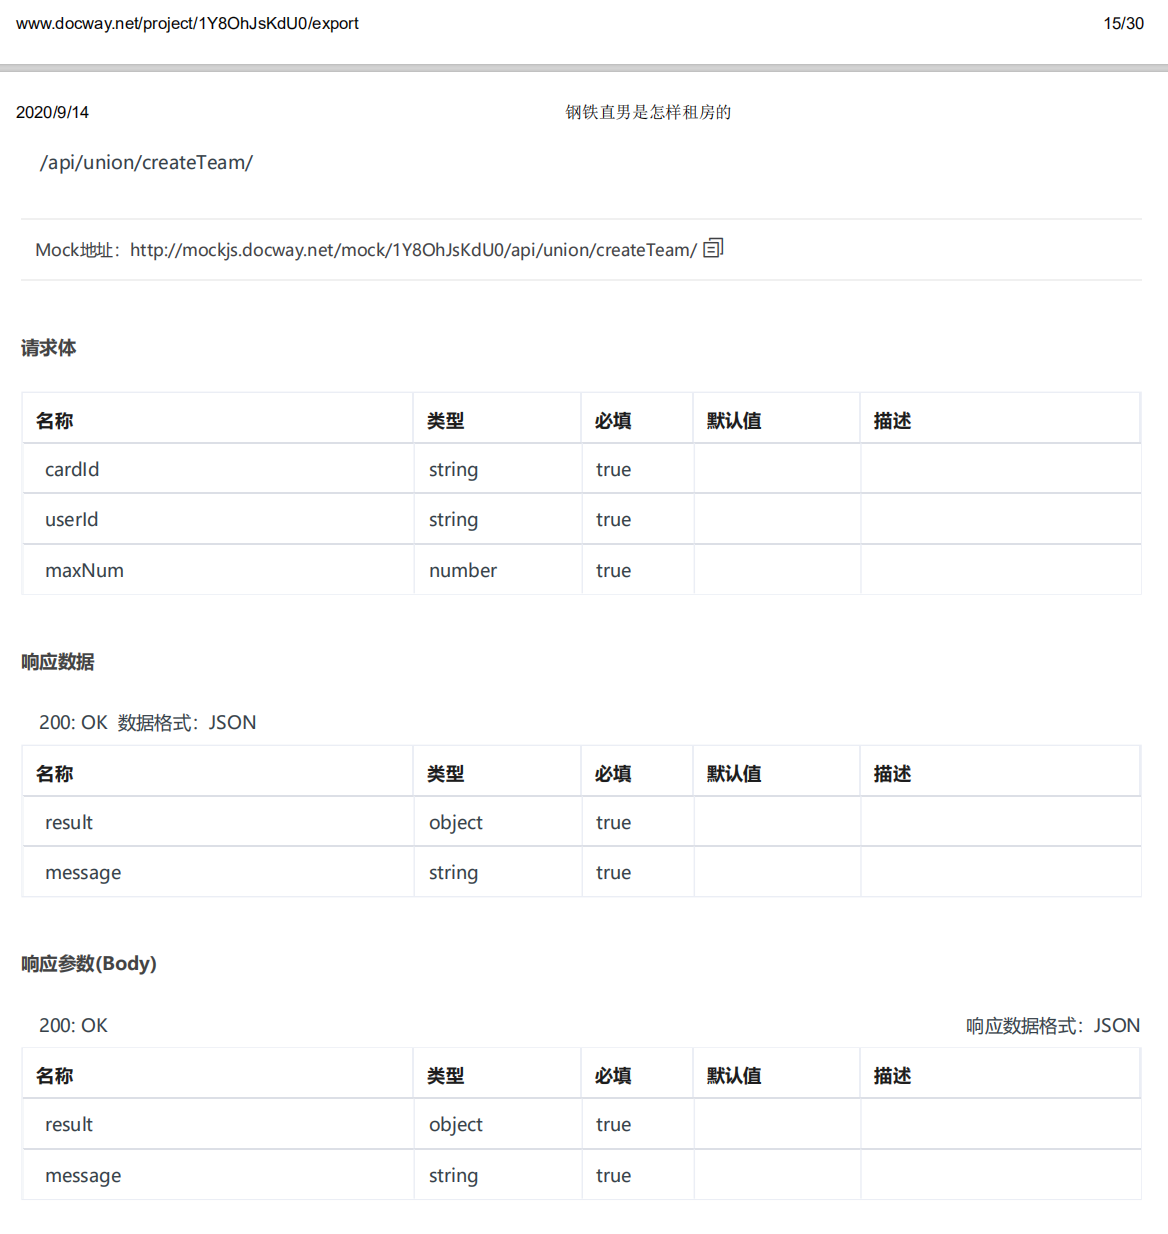 www.docway.net/project/1Y8OhJsKdU0/export 15/30
2020/9/14 钢铁直男是怎样租房的
/api/union/createTeam/
Mock地址：http://mockjs.docway.net/mock/1Y8OhJsKdU0/api/union/createTeam/
请求体
名称 类型 必填 默认值 描述
cardId string true
userId string true
maxNum number true
响应数据
200: OK 数据格式：JSON
名称 类型 必填 默认值 描述
result object true
message string true
响应参数(Body)
200: OK 响应数据格式：JSON
名称 类型 必填 默认值 描述
result object true
message string true